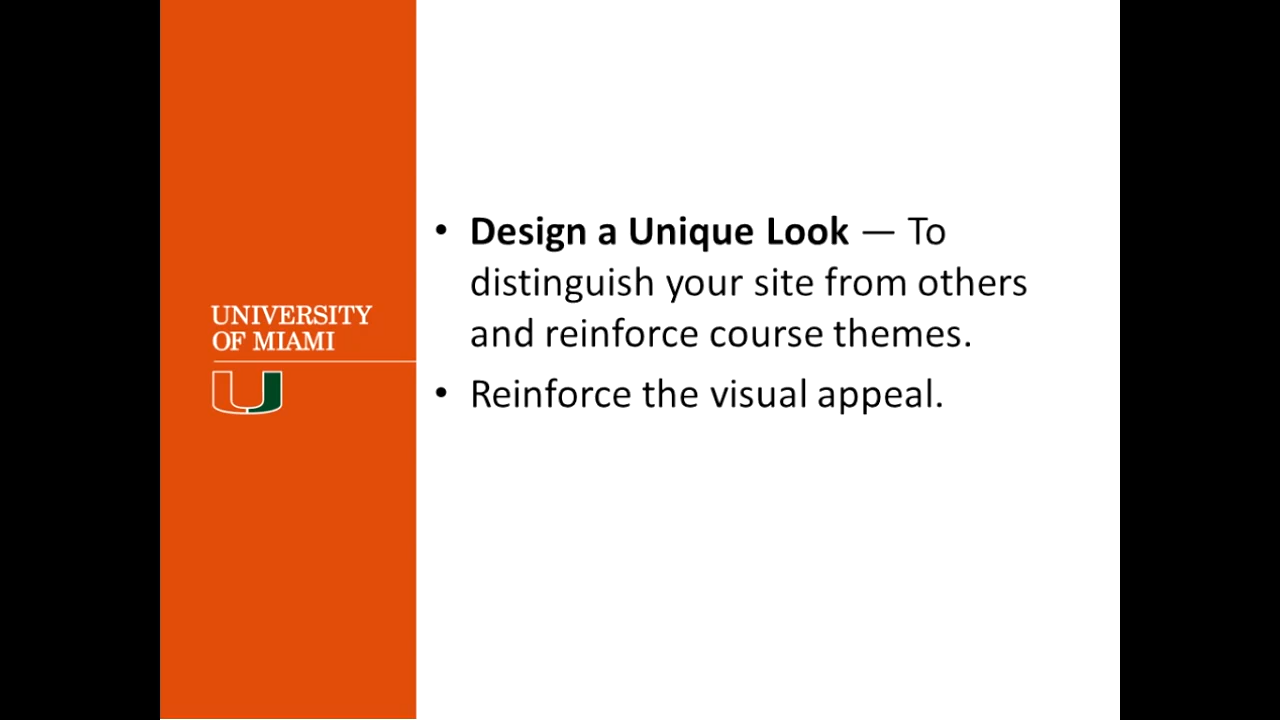 UNIVERSITY
OF MIAMI
U
• Design a Unique Look — To
distinguish your site from others
and reinforce course themes.
• Reinforce the visual appeal.